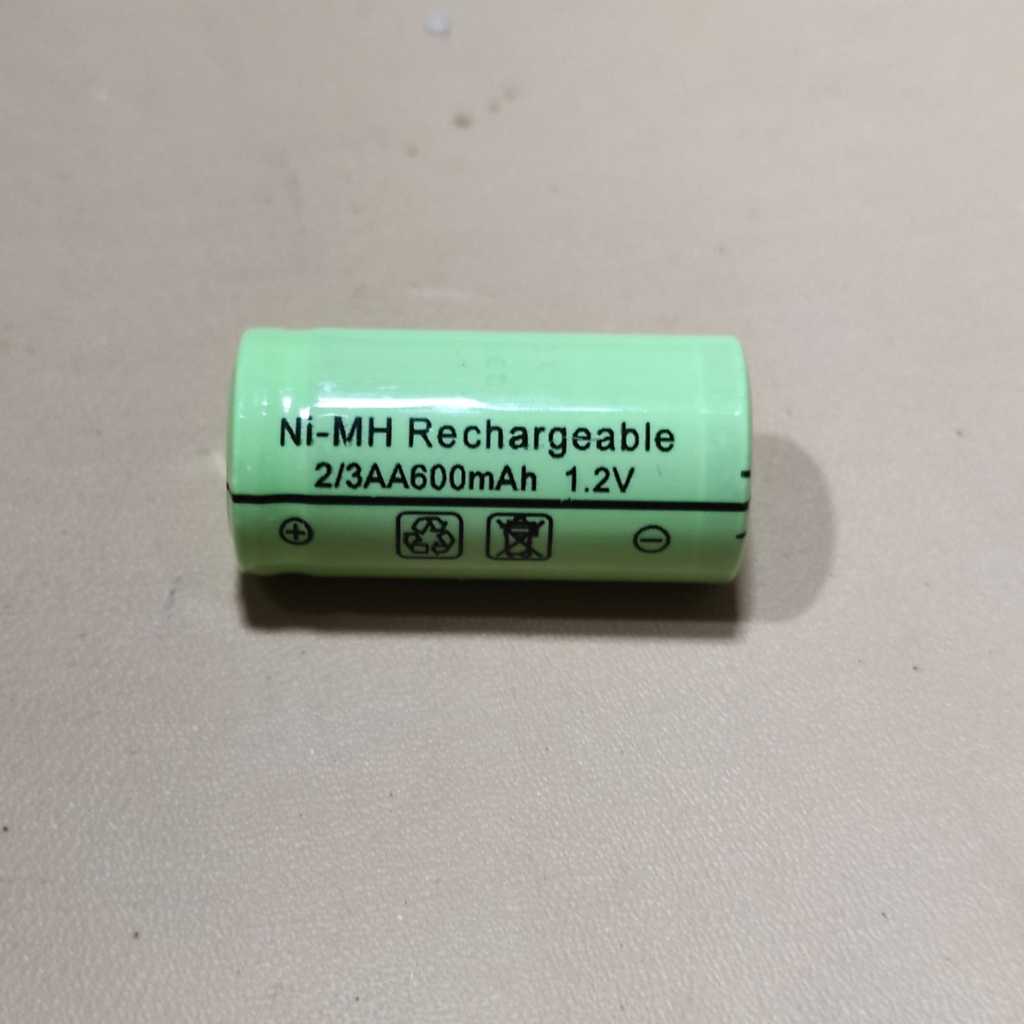 Ni-MH Rechargeable
2/3AA600mAh 1.2V
+ -